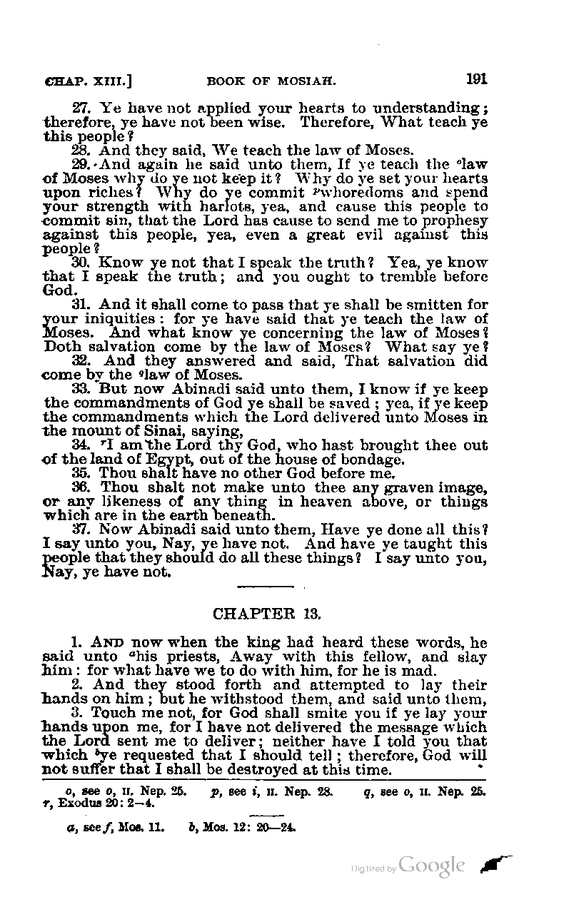 CHAP. XIII.] BOOK OF MOSIAH. 191
27. Ye have not applied your hearts to understanding;
therefore, ye have not been wise. Therefore, What teach ye
this people?
28. And they said, We teach the law of Moses.
29. And again he said unto them, If ye teach the ᵒlaw
of Moses why do ye not keep it? Why do ye set your hearts
upon riches? Why do ye commit ᵖwhoredoms and spend
your strength with harlots, yea, and cause this people to
commit sin, that the Lord has cause to send me to prophesy
against this people, yea, even a great evil against this
people?
30. Know ye not that I speak the truth? Yea, ye know
that I speak the truth; and you ought to tremble before
God.
31. And it shall come to pass that ye shall be smitten for
your iniquities: for ye have said that ye teach the law of
Moses. And what know ye concerning the law of Moses?
Doth salvation come by the law of Moses? What say ye?
32. And they answered and said, That salvation did
come by the qlaw of Moses.
33. But now Abinadi said unto them, I know if ye keep
the commandments of God ye shall be saved; yea, if ye keep
the commandments which the Lord delivered unto Moses in
the mount of Sinai, saying,
34. ʳI am the Lord thy God, who hast brought thee out
of the land of Egypt, out of the house of bondage.
35. Thou shalt have no other God before me.
36. Thou shalt not make unto thee any graven image,
or any likeness of any thing in heaven above, or things
which are in the earth beneath.
37. Now Abinadi said unto them, Have ye done all this?
I say unto you, Nay, ye have not. And have ye taught this
people that they should do all these things? I say unto you,
Nay, ye have not.
CHAPTER 13.
1. AND now when the king had heard these words, he
said unto ᵃhis priests, Away with this fellow, and slay
him: for what have we to do with him, for he is mad.
2. And they stood forth and attempted to lay their
hands on him; but he withstood them, and said unto them,
3. Touch me not, for God shall smite you if ye lay your
hands upon me, for I have not delivered the message which
the Lord sent me to deliver; neither have I told you that
which ᵇye requested that I should tell; therefore, God will
not suffer that I shall be destroyed at this time.
o, see o, II. Nep. 25. p, see i, II. Nep. 28. q, see o, II. Nep. 25.
r, Exodus 20: 2—4.
a, see f, Mos. 11. b, Mos. 12: 20—24.
Digitized by Google